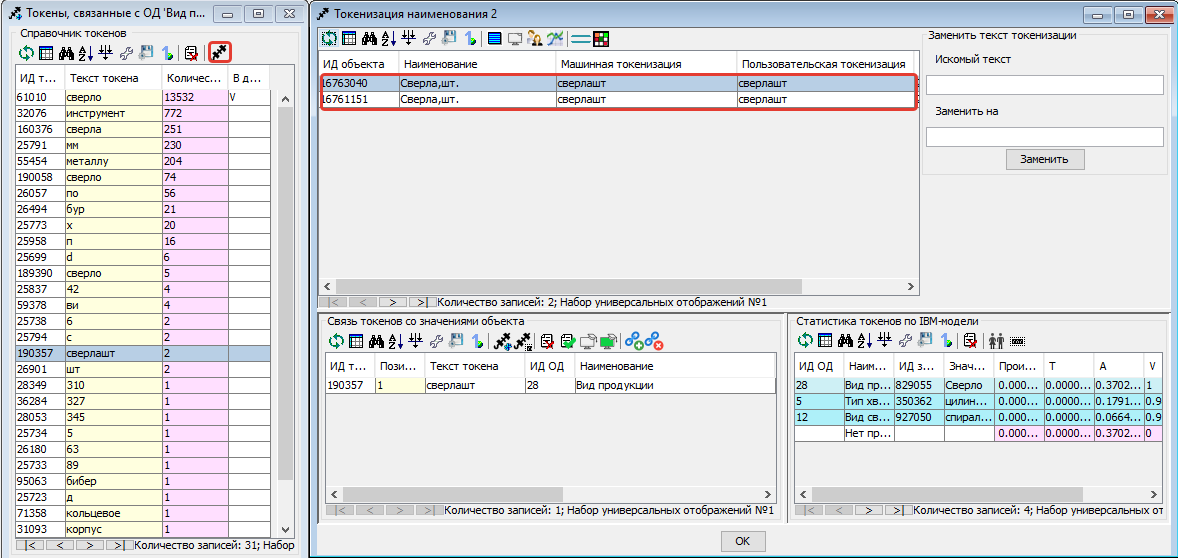 Токены, связанные с ОД 'Вид п...
Справочник токенов
ИД т... Текст токена Количес... В д...
61010 сверло 13532 V
32076 инструмент 772
160376 сверла 251
25791 мм 230
55454 металлу 204
190058 сверло 74
26057 по 56
26494 бур 21
25773 x 20
25958 п 16
25699 d 6
189390 сверло 5
25837 42 4
59378 ви 4
25738 6 2
25794 с 2
190357 сверлашт 2
26901 шт 2
28349 310 1
36284 327 1
28053 345 1
25734 5 1
26180 63 1
25733 89 1
95063 бибер 1
25723 д 1
71358 кольцевое 1
31093 корпус 1
|< < > >| Количество записей: 31; Набор
Токенизация наименования 2
ИД объекта Наименование Машинная токенизация Пользовательская токенизация
16763040 Сверла,шт. сверлашт сверлашт
16761151 Сверла,шт. сверлашт сверлашт
|< < > >| Количество записей: 2; Набор универсальных отображений №1
Заменить текст токенизации
Искомый текст
Заменить на
Заменить
Связь токенов со значениями объекта
ИД т... Пози... Текст токена ИД ОД Наименование
190357 1 сверлашт 28 Вид продукции
|< < > >| Количество записей: 1; Набор универсальных отображений №1
Статистика токенов по IBM-модели
ИД ОД Наим... ИД з... Знач... Прои... T A V
28 Вид пр... 829055 Сверло 0.000... 0.0000... 0.3702... 1
5 Тип хв... 350362 цилин... 0.000... 0.0000... 0.1791... 0.9
12 Вид св... 927050 спирал... 0.000... 0.0000... 0.0664... 0.9
Нет пр... 0.000... 0.0000... 0.3702... 0
|< < > >| Количество записей: 4; Набор универсальных от
OK